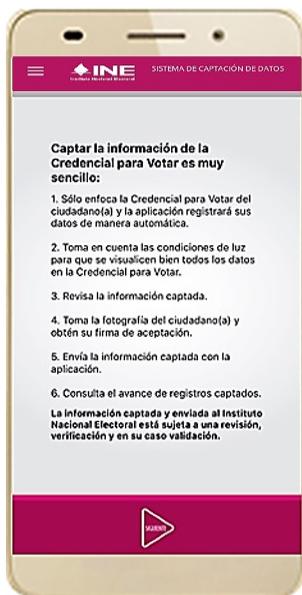 INE
Instituto Nacional Electoral
SISTEMA DE CAPTACIÓN DE DATOS
Captar la información de la
Credencial para Votar es muy
sencillo:
1. Sólo enfoca la Credencial para Votar del
ciudadano(a) y la aplicación registrará sus
datos de manera automática.
2. Toma en cuenta las condiciones de luz
para que se visualicen bien todos los datos
en la Credencial para Votar.
3. Revisa la información captada.
4. Toma la fotografía del ciudadano(a) y
obtén su firma de aceptación.
5. Envía la información captada con la
aplicación.
6. Consulta el avance de registros captados.
La información captada y enviada al Instituto
Nacional Electoral está sujeta a una revisión,
verificación y en su caso validación.
SIGUIENTE